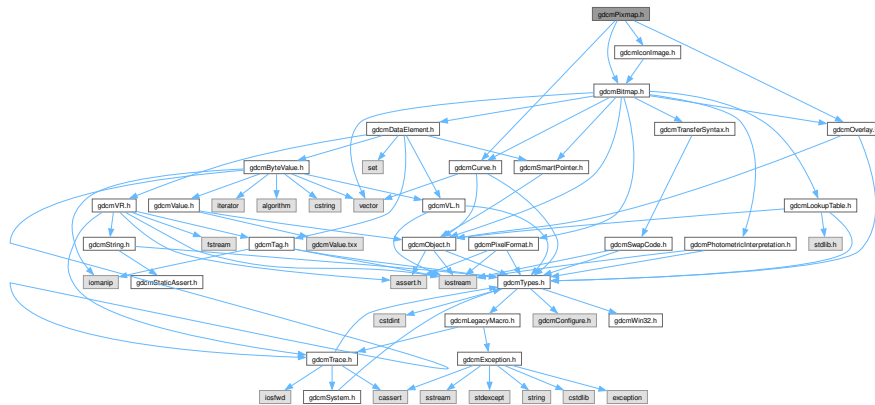 gdcmPixmap.h
gdcmIconImage.h
gdcmBitmap.h
gdcmDataElement.h
gdcmTransferSyntax.h
gdcmOverlay.h
gdcmByteValue.h
set
gdcmCurve.h
gdcmSmartPointer.h
gdcmVR.h
gdcmValue.h
iterator
algorithm
cstring
vector
gdcmVL.h
gdcmLookupTable.h
gdcmString.h
fstream
gdcmTag.h
gdcmValue.txx
gdcmObject.h
gdcmPixelFormat.h
gdcmSwapCode.h
gdcmPhotometricInterpretation.h
stdlib.h
iomanip
gdcmStaticAssert.h
assert.h
iostream
gdcmTypes.h
cstdint
gdcmLegacyMacro.h
gdcmConfigure.h
gdcmWin32.h
gdcmTrace.h
gdcmException.h
iosfwd
gdcmSystem.h
cassert
sstream
stdexcept
string
cstdlib
exception